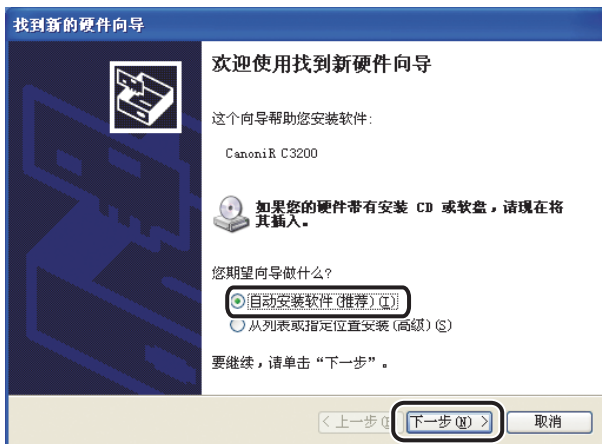 找到新的硬件向导
欢迎使用找到新硬件向导
这个向导帮助您安装软件:
CanoniR C3200
如果您的硬件带有安装 CD 或软盘，请现在将
其插入。
您期望向导做什么?
自动安装软件(推荐)(I)
从列表或指定位置安装(高级)(S)
要继续，请单击“下一步”。
< 上一步 下一步(N) > 取消